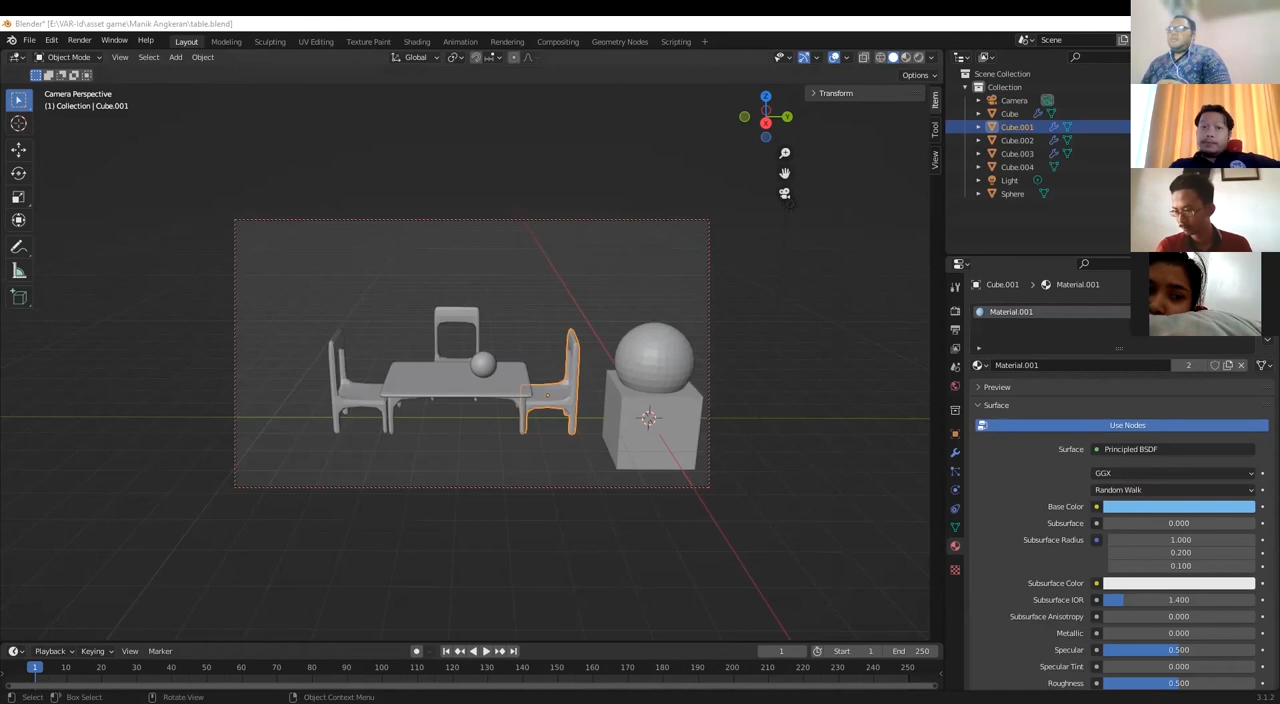 Blender* [E:\VAR-Id\asset game\Manik Angkeran\table.blend]
File Edit Render Window Help Layout Modeling Sculpting UV Editing Texture Paint Shading Animation Rendering Compositing Geometry Nodes Scripting + Scene
Object Mode View Select Add Object Global
Options
Camera Perspective
(1) Collection | Cube.001
Transform
Item
Tool
View
Z
Y
X
Scene Collection
Collection
Camera
Cube
Cube.001
Cube.002
Cube.003
Cube.004
Light
Sphere
Cube.001 > Material.001
Material.001
Material.001 2
Preview
Surface
Use Nodes
Surface Principled BSDF
GGX
Random Walk
Base Color
Subsurface 0.000
Subsurface Radius 1.000
0.200
0.100
Subsurface Color
Subsurface IOR 1.400
Subsurface Anisotropy 0.000
Metallic 0.000
Specular 0.500
Specular Tint 0.000
Roughness 0.500
Playback Keying View Marker 1 Start 1 End 250
1 10 20 30 40 50 60 70 80 90 100 110 120 130 140 150 160 170 180 190 200 210 220 230 240 250
Select Box Select Rotate View Object Context Menu 3.1.2